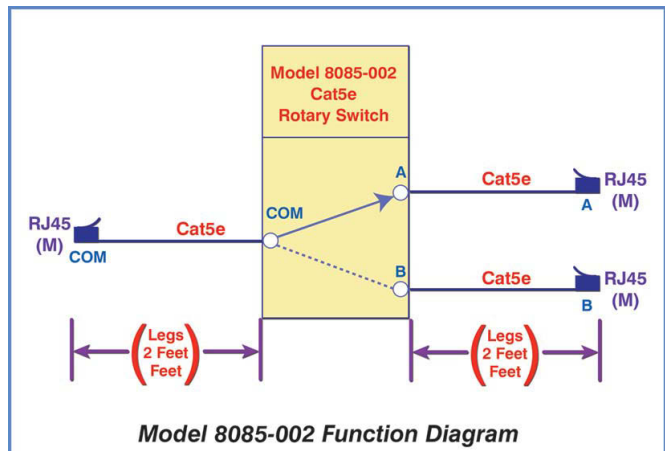 Model 8085-002
Cat5e
Rotary Switch
A
Cat5e
RJ45
(M)
A
COM
RJ45
(M)
Cat5e
COM
B
Cat5e
RJ45
(M)
B
(Legs
2 Feet
Feet)
(Legs
2 Feet
Feet)
Model 8085-002 Function Diagram